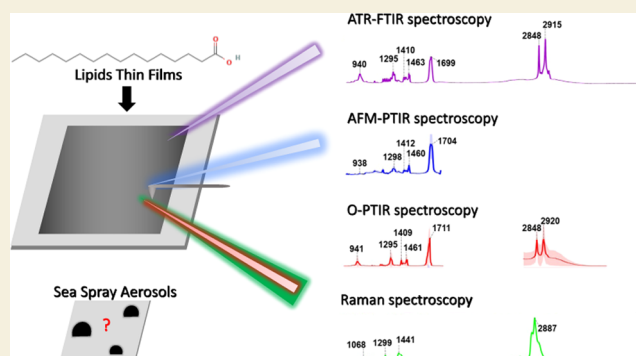 O
O
H
Lipids Thin Films
Sea Spray Aerosols
?
ATR-FTIR spectroscopy
940
1295
1410
1463
1699
2848
2915
AFM-PTIR spectroscopy
938
1298
1412
1460
1704
O-PTIR spectroscopy
941
1295
1409
1461
1711
2848
2920
Raman spectroscopy
1068
1299
1441
2887